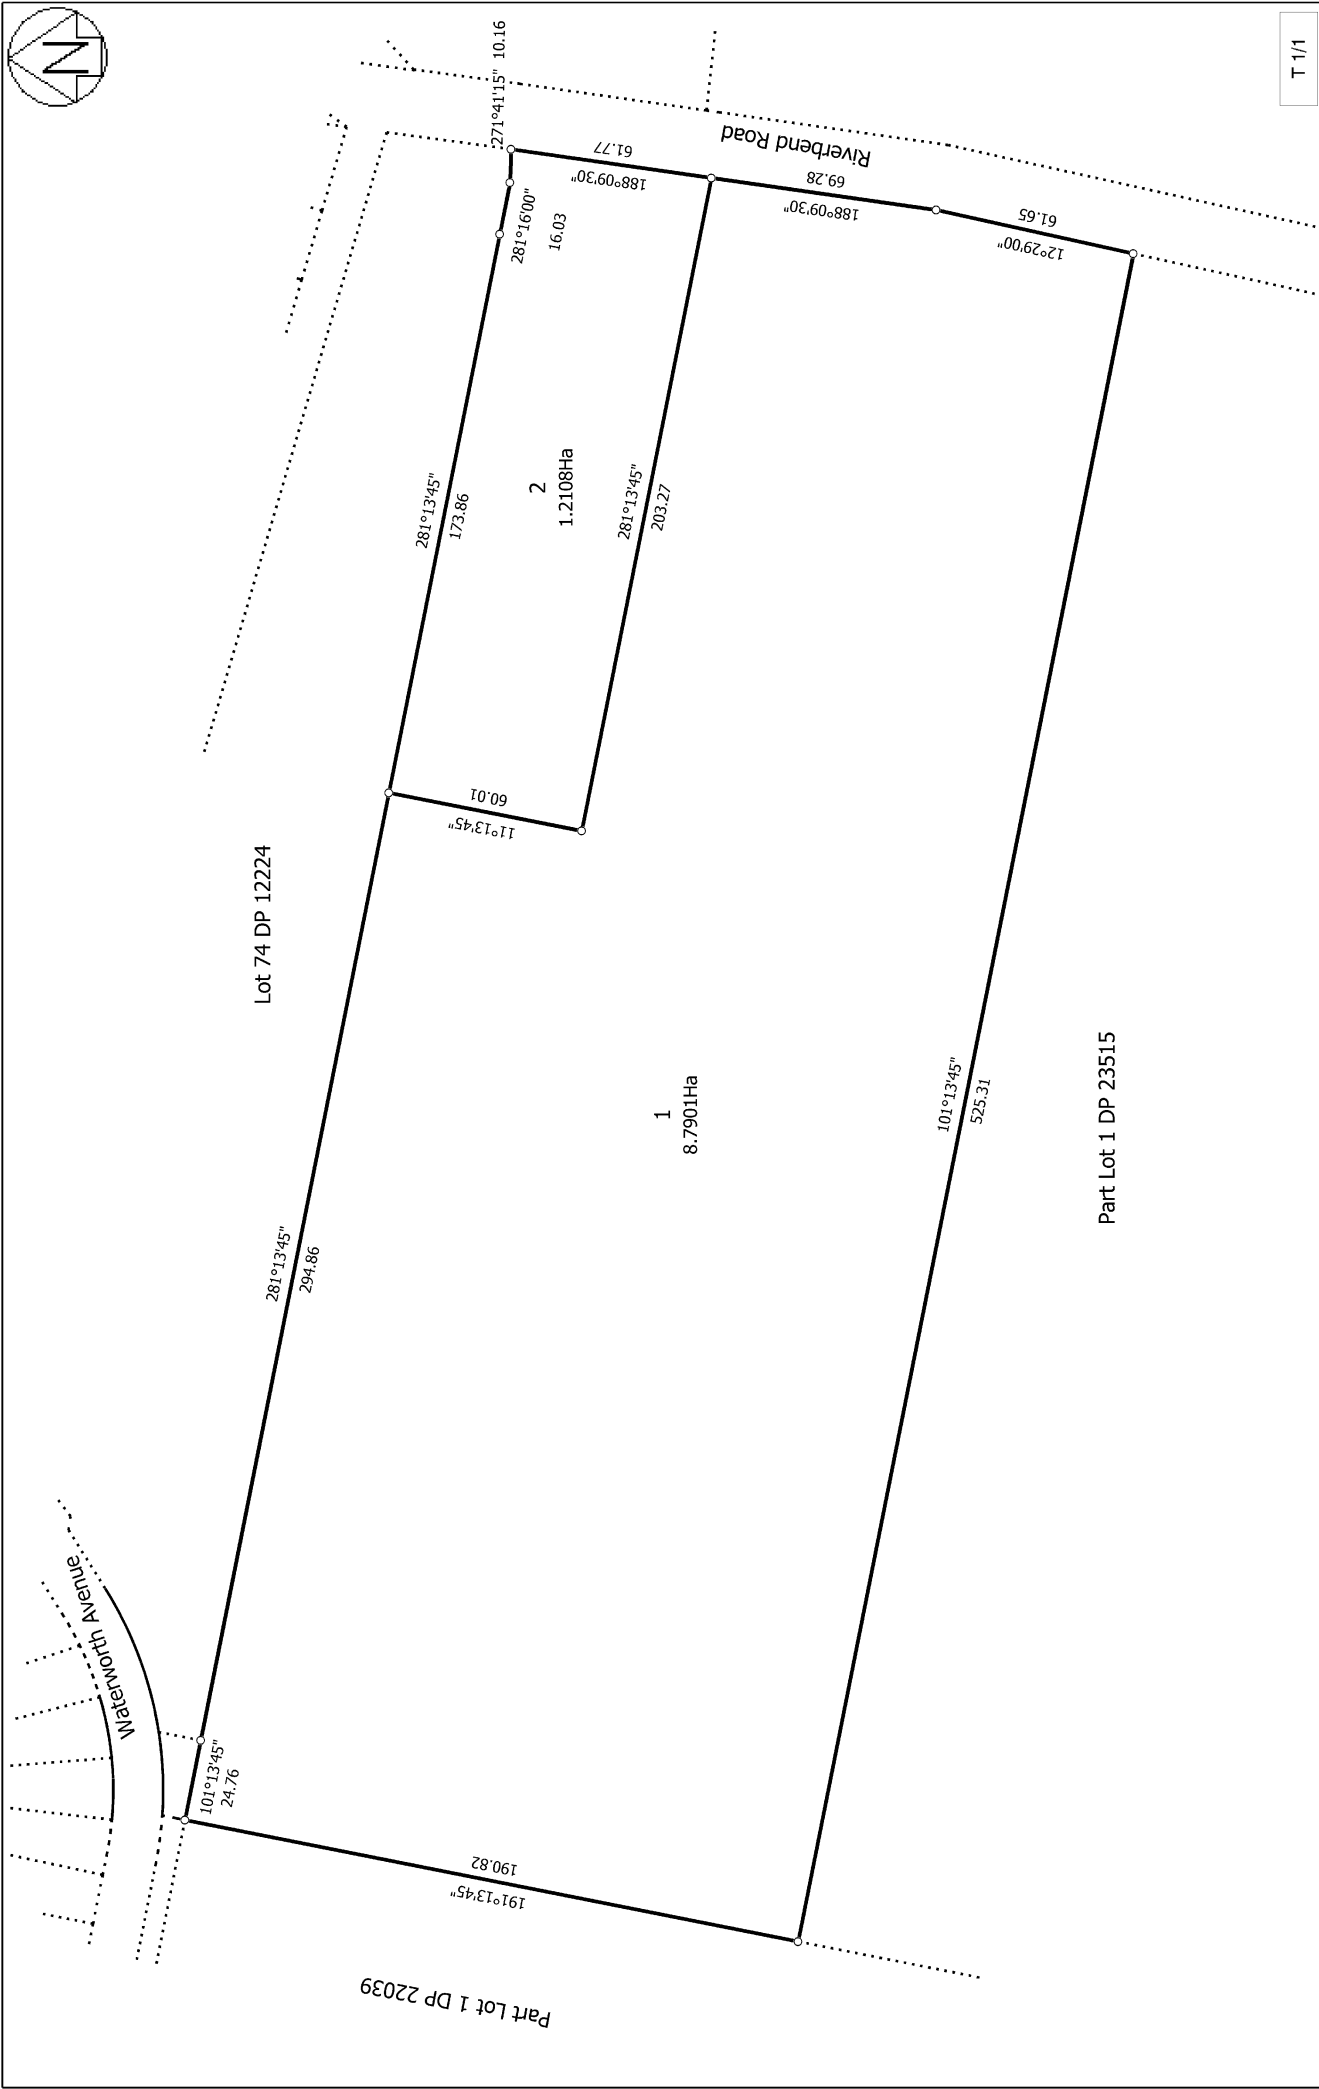 N
T 1/1
271°41'15" 10.16
Riverbend Road
61.77
188°09'30"
69.28
188°09'30"
61.65
12°29'00"
281°16'00"
16.03
281°13'45"
173.86
2
1.2108Ha
281°13'45"
203.27
60.01
11°13'45"
Lot 74 DP 12224
1
8.7901Ha
101°13'45"
525.31
Part Lot 1 DP 23515
281°13'45"
294.86
Waterworth Avenue
101°13'45"
24.76
190.82
191°13'45"
Part Lot 1 DP 22039